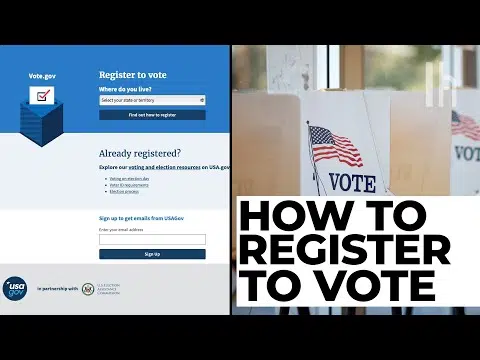 Vote.gov
Register to vote
Where do you live?
Select your state or territory
Find out how to register
Already registered?
Explore our voting and election resources on USA.gov
Voting on election day
Voter ID requirements
Election process
Sign up to get emails from USAGov
Enter your email address
Sign Up
usa
gov
In partnership with:
U.S. ELECTION
ASSISTANCE
COMMISSION
VOTE
VOTE
HOW TO
REGISTER
TO VOTE